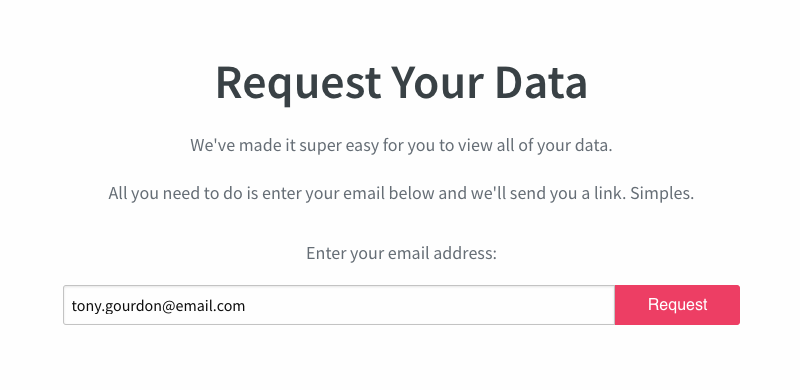 Request Your Data
We've made it super easy for you to view all of your data.
All you need to do is enter your email below and we'll send you a link. Simples.
Enter your email address:
tony.gourdon@email.com Request